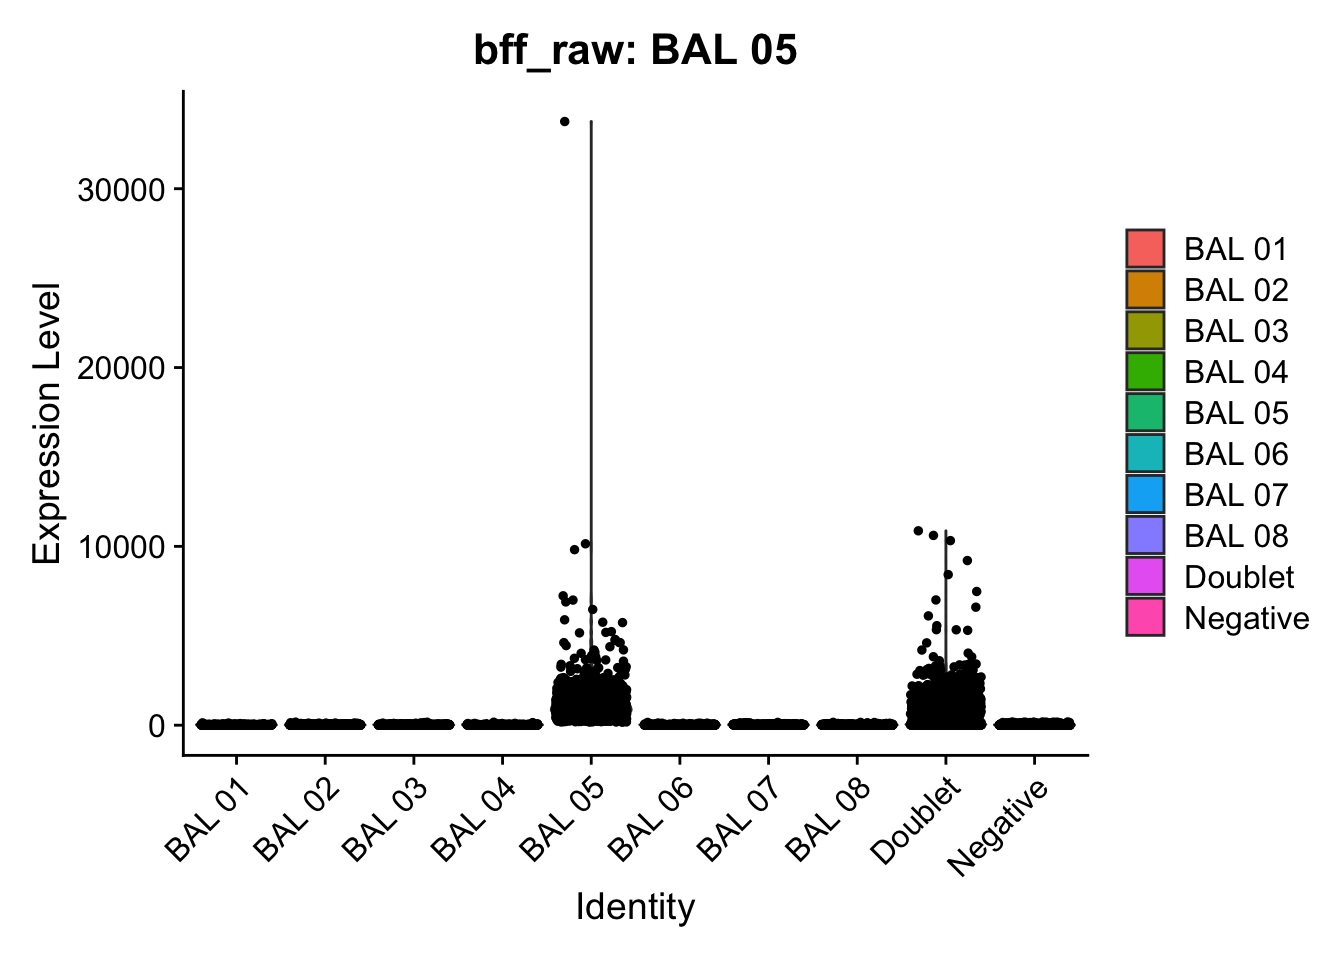 bff_raw: BAL 05
Expression Level
30000
20000
10000
0
BAL 01
BAL 02
BAL 03
BAL 04
BAL 05
BAL 06
BAL 07
BAL 08
Doublet
Negative
Identity
BAL 01
BAL 02
BAL 03
BAL 04
BAL 05
BAL 06
BAL 07
BAL 08
Doublet
Negative